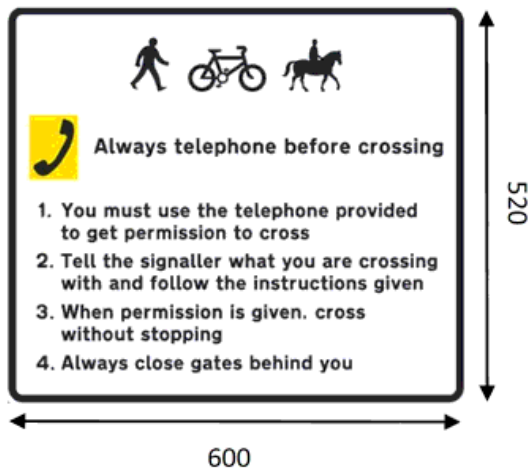 Always telephone before crossing
1. You must use the telephone provided
to get permission to cross
2. Tell the signaller what you are crossing
with and follow the instructions given
3. When permission is given. cross
without stopping
4. Always close gates behind you
520
600